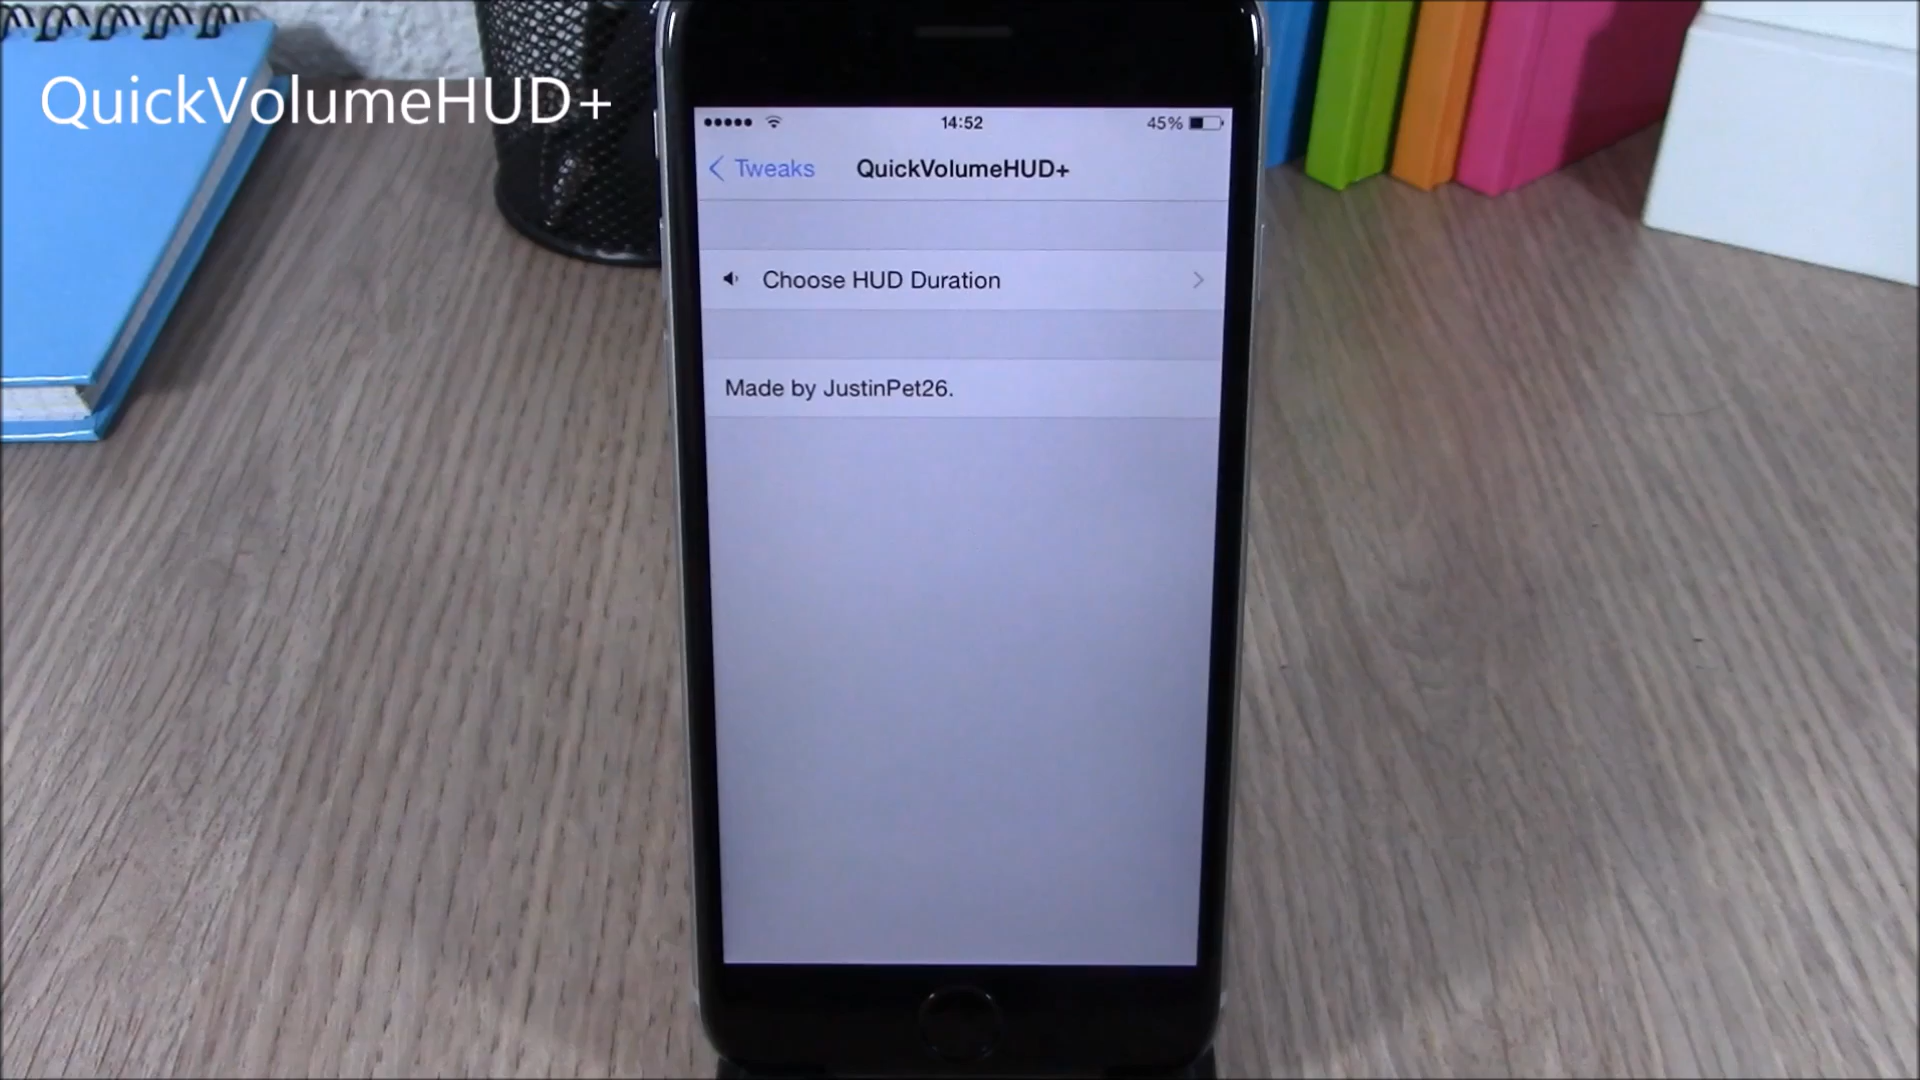 QuickVolumeHUD+
14:52
45%
Tweaks
QuickVolumeHUD+
Choose HUD Duration
Made by JustinPet26.